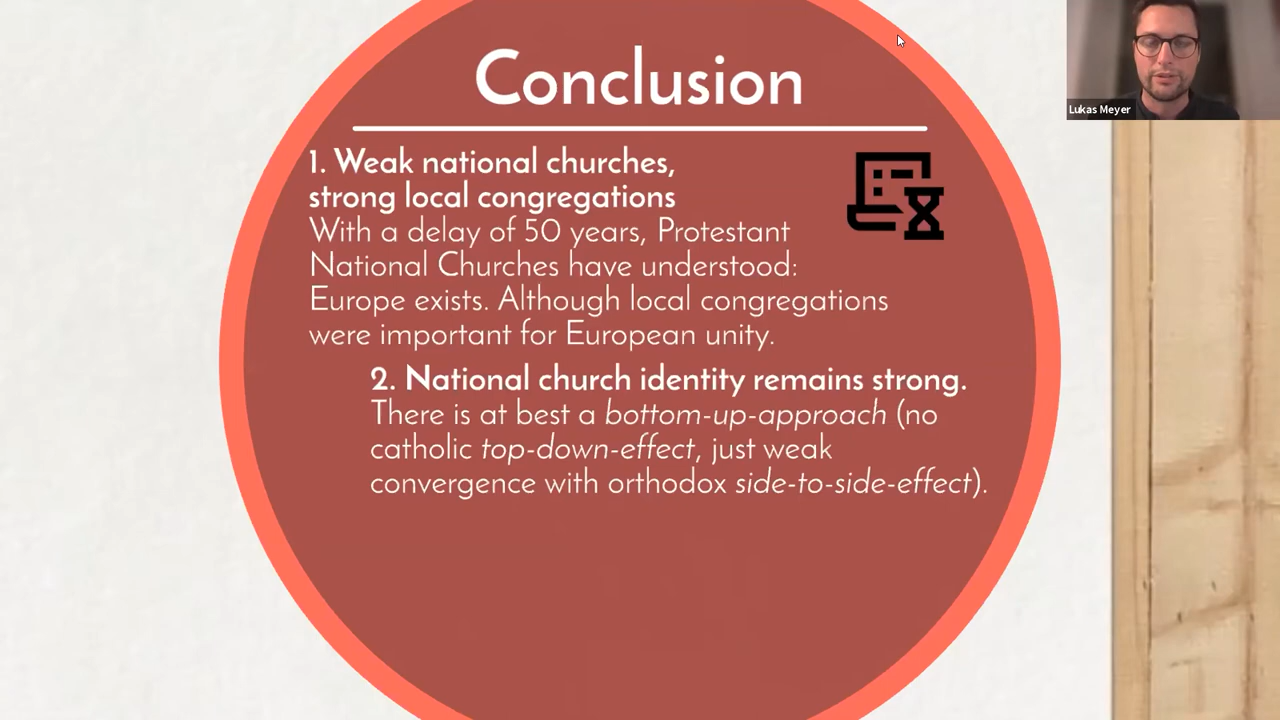 Conclusion
Lukas Meyer
1. Weak national churches,
strong local congregations
With a delay of 50 years, Protestant
National Churches have understood:
Europe exists. Although local congregations
were important for European unity.
2. National church identity remains strong.
There is at best a bottom-up-approach (no
catholic top-down-effect, just weak
convergence with orthodox side-to-side-effect).